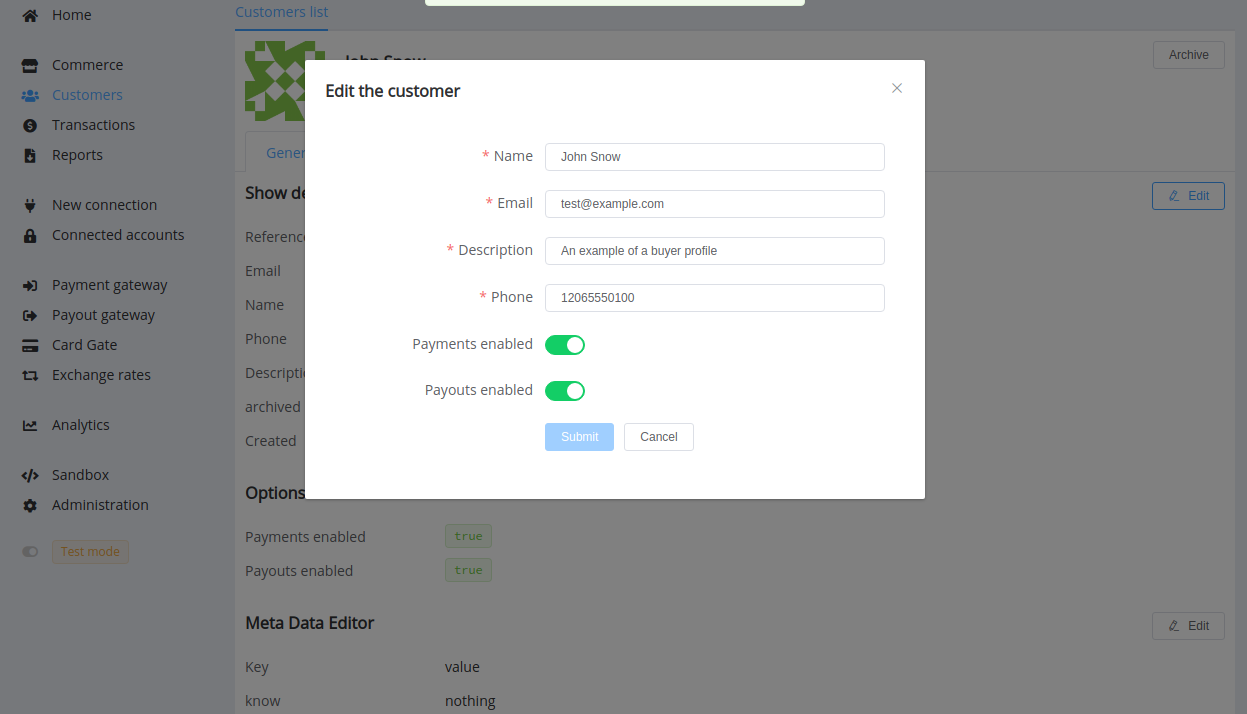 Home
Commerce
Customers
Transactions
Reports
New connection
Connected accounts
Payment gateway
Payout gateway
Card Gate
Exchange rates
Analytics
Sandbox
Administration
Test mode
Customers list
John Snow
Archive
Gener
Show de
Edit
Reference
Email
Name
Phone
Descripti
archived
Created
Options
Payments enabled true
Payouts enabled true
Meta Data Editor
Edit
Key value
know nothing
Edit the customer
* Name John Snow
* Email test@example.com
* Description An example of a buyer profile
* Phone 12065550100
Payments enabled
Payouts enabled
Submit Cancel